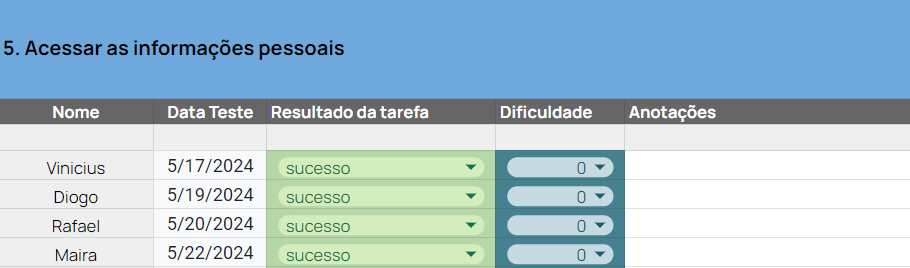 5. Acessar as informações pessoais
Nome Data Teste Resultado da tarefa Dificuldade Anotações
Vinicius 5/17/2024 sucesso 0
Diogo 5/19/2024 sucesso 0
Rafael 5/20/2024 sucesso 0
Maira 5/22/2024 sucesso 0